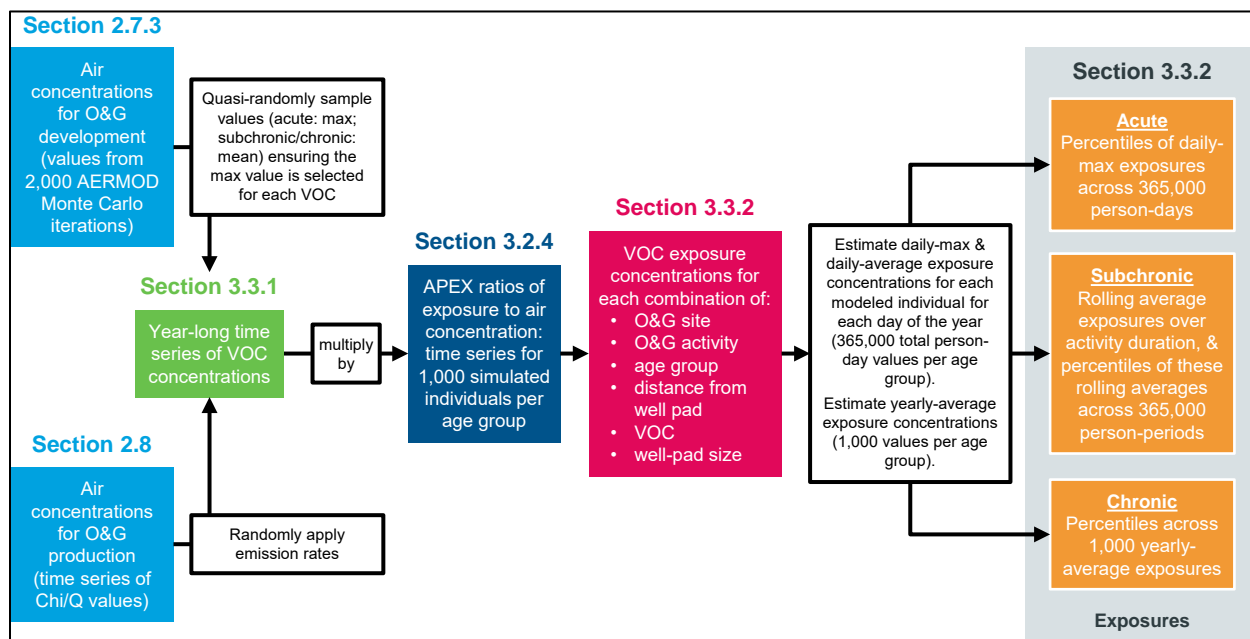 Section 2.7.3
Air
concentrations
for O&G
development
(values from
2,000 AERMOD
Monte Carlo
iterations)
Quasi-randomly sample
values (acute: max;
subchronic/chronic:
mean) ensuring the
max value is selected
for each VOC
Section 3.3.1
Year-long time
series of VOC
concentrations
Section 2.8
Air
concentrations
for O&G
production
(time series of
Chi/Q values)
Randomly apply
emission rates
multiply
by
Section 3.2.4
APEX ratios of
exposure to air
concentration:
time series for
1,000 simulated
individuals per
age group
Section 3.3.2
VOC exposure
concentrations for
each combination of:
• O&G site
• O&G activity
• age group
• distance from
well pad
• VOC
• well-pad size
Estimate daily-max &
daily-average exposure
concentrations for each
modeled individual for
each day of the year
(365,000 total person-
day values per age
group).
Estimate yearly-average
exposure concentrations
(1,000 values per age
group).
Section 3.3.2
Acute
Percentiles of daily-
max exposures
across 365,000
person-days
Subchronic
Rolling average
exposures over
activity duration, &
percentiles of these
rolling averages
across 365,000
person-periods
Chronic
Percentiles across
1,000 yearly-
average exposures
Exposures